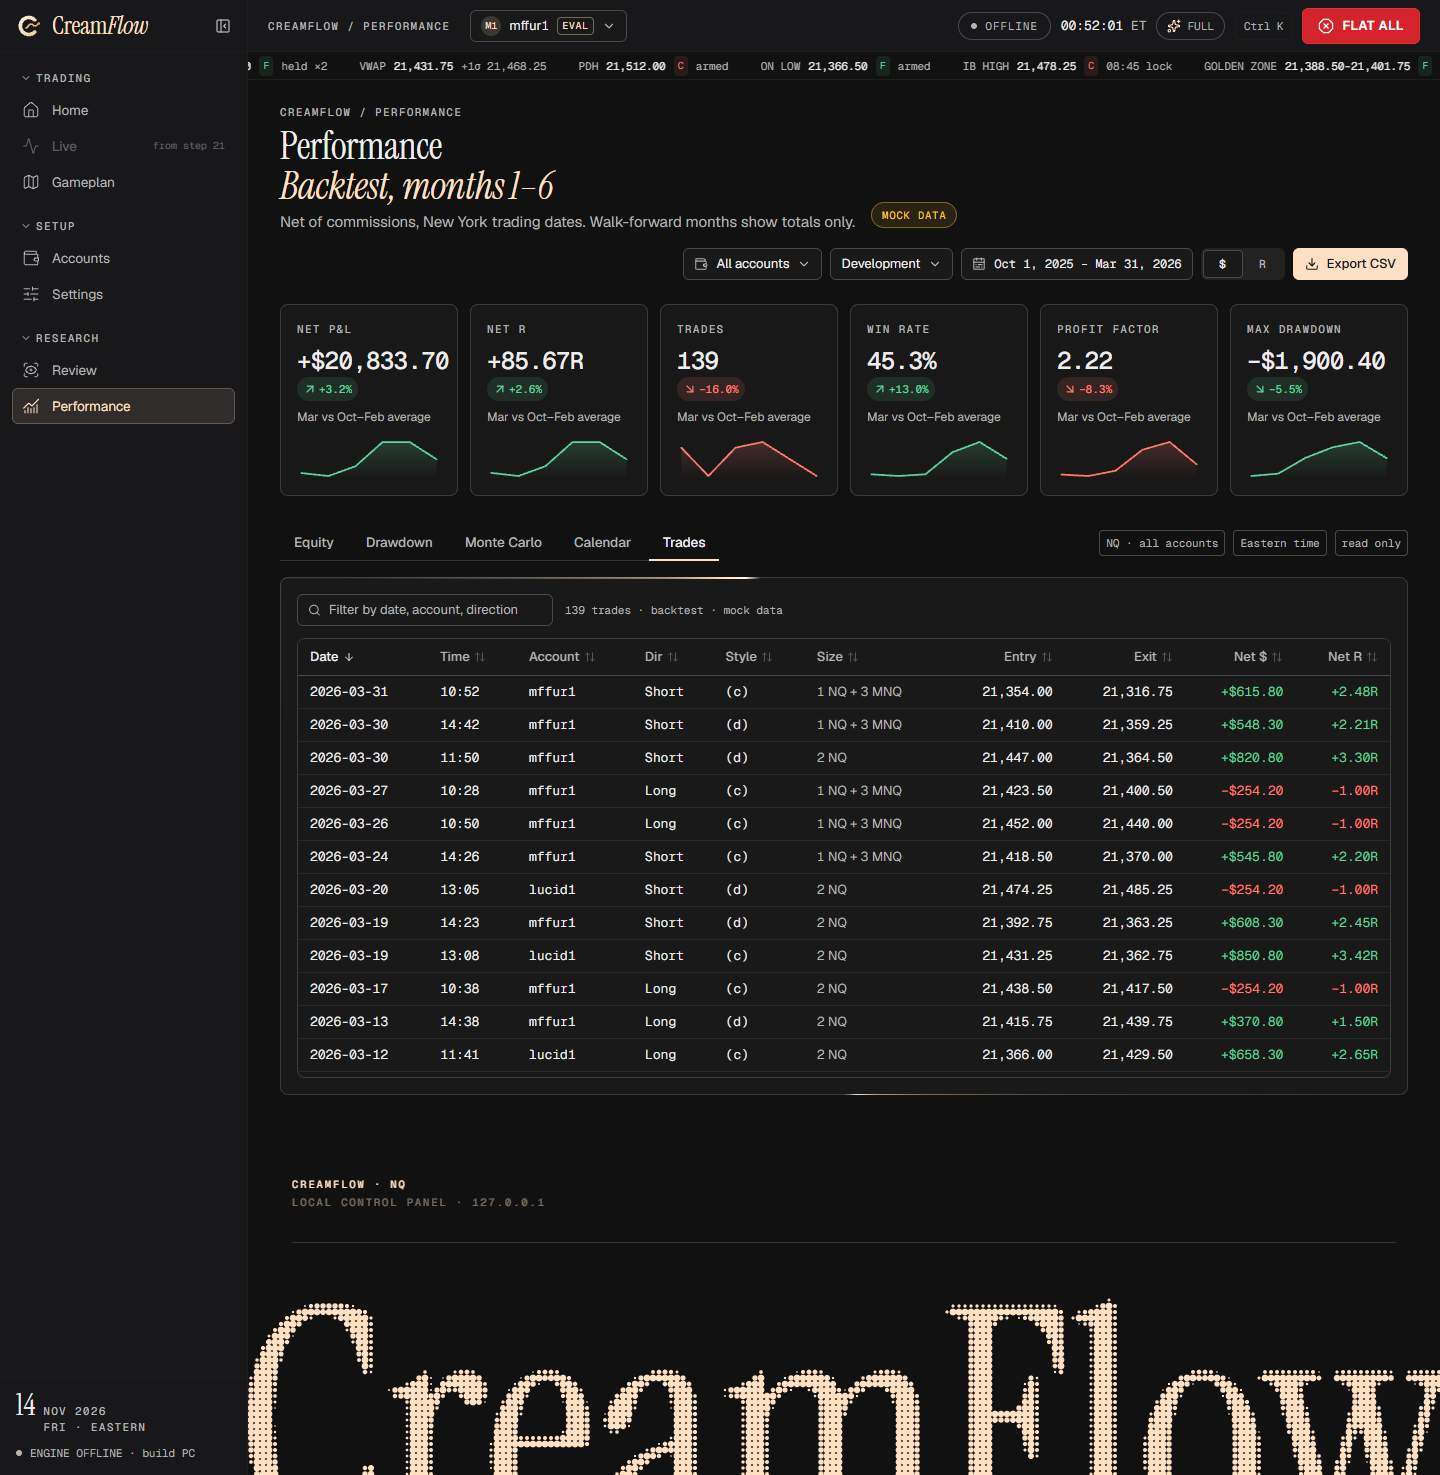 CreamFlow
CREAMFLOW / PERFORMANCE
M1 mffur1 EVAL
OFFLINE
00:52:01 ET
FULL
Ctrl K
FLAT ALL
F held ×2
VWAP 21,431.75 +1σ 21,468.25
PDH 21,512.00 C armed
ON LOW 21,366.50 F armed
IB HIGH 21,478.25 C 08:45 lock
GOLDEN ZONE 21,388.50–21,401.75 F
TRADING
Home
Live from step 21
Gameplan
SETUP
Accounts
Settings
RESEARCH
Review
Performance
CREAMFLOW / PERFORMANCE
Performance
Backtest, months 1–6
Net of commissions, New York trading dates. Walk-forward months show totals only.
MOCK DATA
All accounts
Development
Oct 1, 2025 – Mar 31, 2026
$ R
Export CSV
NET P&L
+$20,833.70
+3.2%
Mar vs Oct–Feb average
NET R
+85.67R
+2.6%
Mar vs Oct–Feb average
TRADES
139
−16.0%
Mar vs Oct–Feb average
WIN RATE
45.3%
+13.0%
Mar vs Oct–Feb average
PROFIT FACTOR
2.22
−8.3%
Mar vs Oct–Feb average
MAX DRAWDOWN
−$1,900.40
−5.5%
Mar vs Oct–Feb average
Equity Drawdown Monte Carlo Calendar Trades
NQ · all accounts Eastern time read only
Filter by date, account, direction
139 trades · backtest · mock data
Date Time Account Dir Style Size Entry Exit Net $ Net R
2026-03-31 10:52 mffur1 Short (c) 1 NQ + 3 MNQ 21,354.00 21,316.75 +$615.80 +2.48R
2026-03-30 14:42 mffur1 Short (d) 1 NQ + 3 MNQ 21,410.00 21,359.25 +$548.30 +2.21R
2026-03-30 11:50 mffur1 Short (d) 2 NQ 21,447.00 21,364.50 +$820.80 +3.30R
2026-03-27 10:28 mffur1 Long (c) 1 NQ + 3 MNQ 21,423.50 21,400.50 −$254.20 −1.00R
2026-03-26 10:50 mffur1 Long (c) 1 NQ + 3 MNQ 21,452.00 21,440.00 −$254.20 −1.00R
2026-03-24 14:26 mffur1 Short (c) 1 NQ + 3 MNQ 21,418.50 21,370.00 +$545.80 +2.20R
2026-03-20 13:05 lucid1 Short (d) 2 NQ 21,474.25 21,485.25 −$254.20 −1.00R
2026-03-19 14:23 mffur1 Short (d) 2 NQ 21,392.75 21,363.25 +$608.30 +2.45R
2026-03-19 13:08 lucid1 Short (c) 2 NQ 21,431.25 21,362.75 +$850.80 +3.42R
2026-03-17 10:38 mffur1 Long (c) 2 NQ 21,438.50 21,417.50 −$254.20 −1.00R
2026-03-13 14:38 mffur1 Long (d) 2 NQ 21,415.75 21,439.75 +$370.80 +1.50R
2026-03-12 11:41 lucid1 Long (c) 2 NQ 21,366.00 21,429.50 +$658.30 +2.65R
CREAMFLOW · NQ
LOCAL CONTROL PANEL · 127.0.0.1
CreamFlow
14 NOV 2026
FRI · EASTERN
ENGINE OFFLINE · build PC